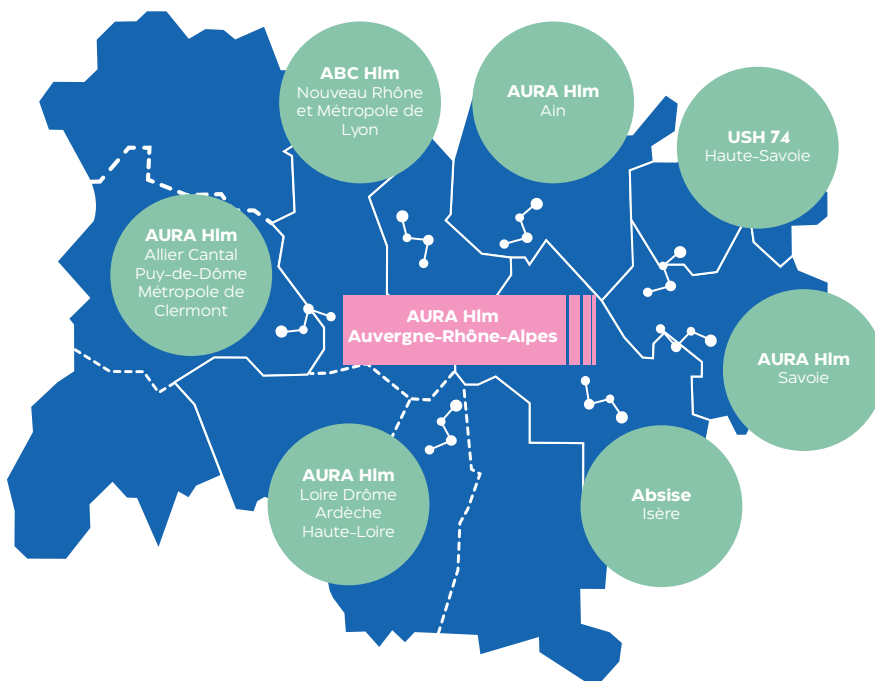 ABC Hlm
Nouveau Rhône
et Métropole de
Lyon
AURA Hlm
Ain
USH 74
Haute-Savoie
AURA Hlm
Allier Cantal
Puy-de-Dôme
Métropole de
Clermont
AURA Hlm
Auvergne-Rhône-Alpes
AURA Hlm
Savoie
AURA Hlm
Loire Drôme
Ardèche
Haute-Loire
Absise
Isère